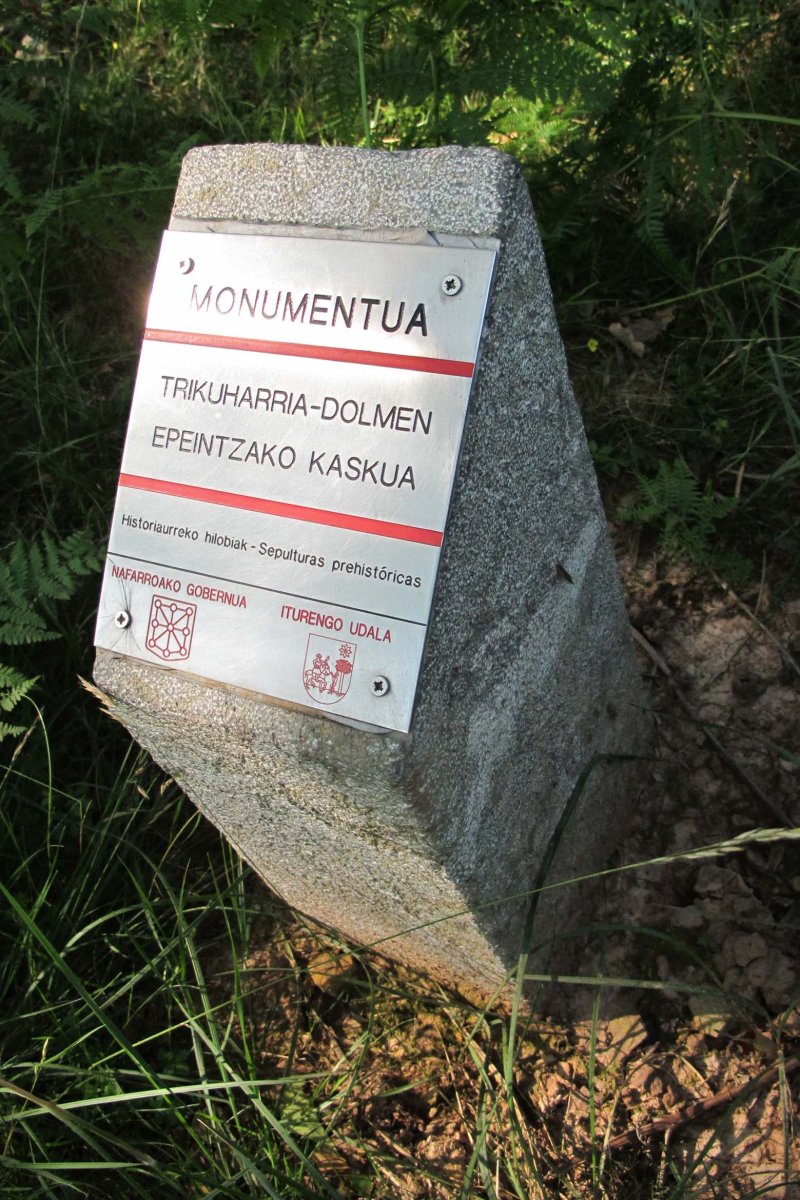 MONUMENTUA
TRIKUHARRIA-DOLMEN
EPEINTZAKO KASKUA
Historiaurreko hilobiak - Sepulturas prehistóricas
NAFARROAKO GOBERNUA
ITURENGO UDALA